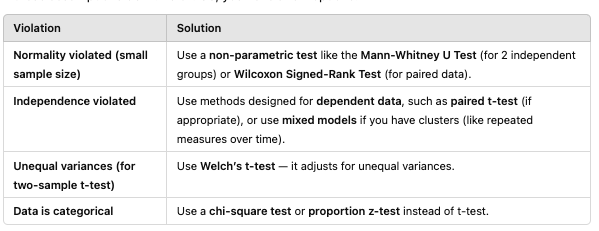 Violation
Solution
Normality violated (small
sample size)
Use a non-parametric test like the Mann-Whitney U Test (for 2 independent
groups) or Wilcoxon Signed-Rank Test (for paired data).
Independence violated
Use methods designed for dependent data, such as paired t-test (if
appropriate), or use mixed models if you have clusters (like repeated
measures over time).
Unequal variances (for
two-sample t-test)
Use Welch's t-test — it adjusts for unequal variances.
Data is categorical
Use a chi-square test or proportion z-test instead of t-test.